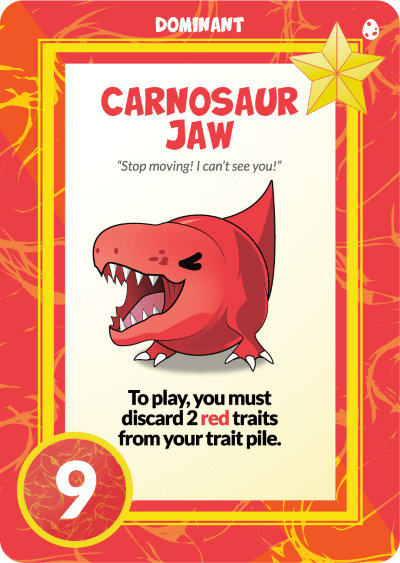 DOMINANT
CARNOSAUR
JAW
“Stop moving! I can’t see you!”
To play, you must
discard 2 red traits
from your trait pile.
9